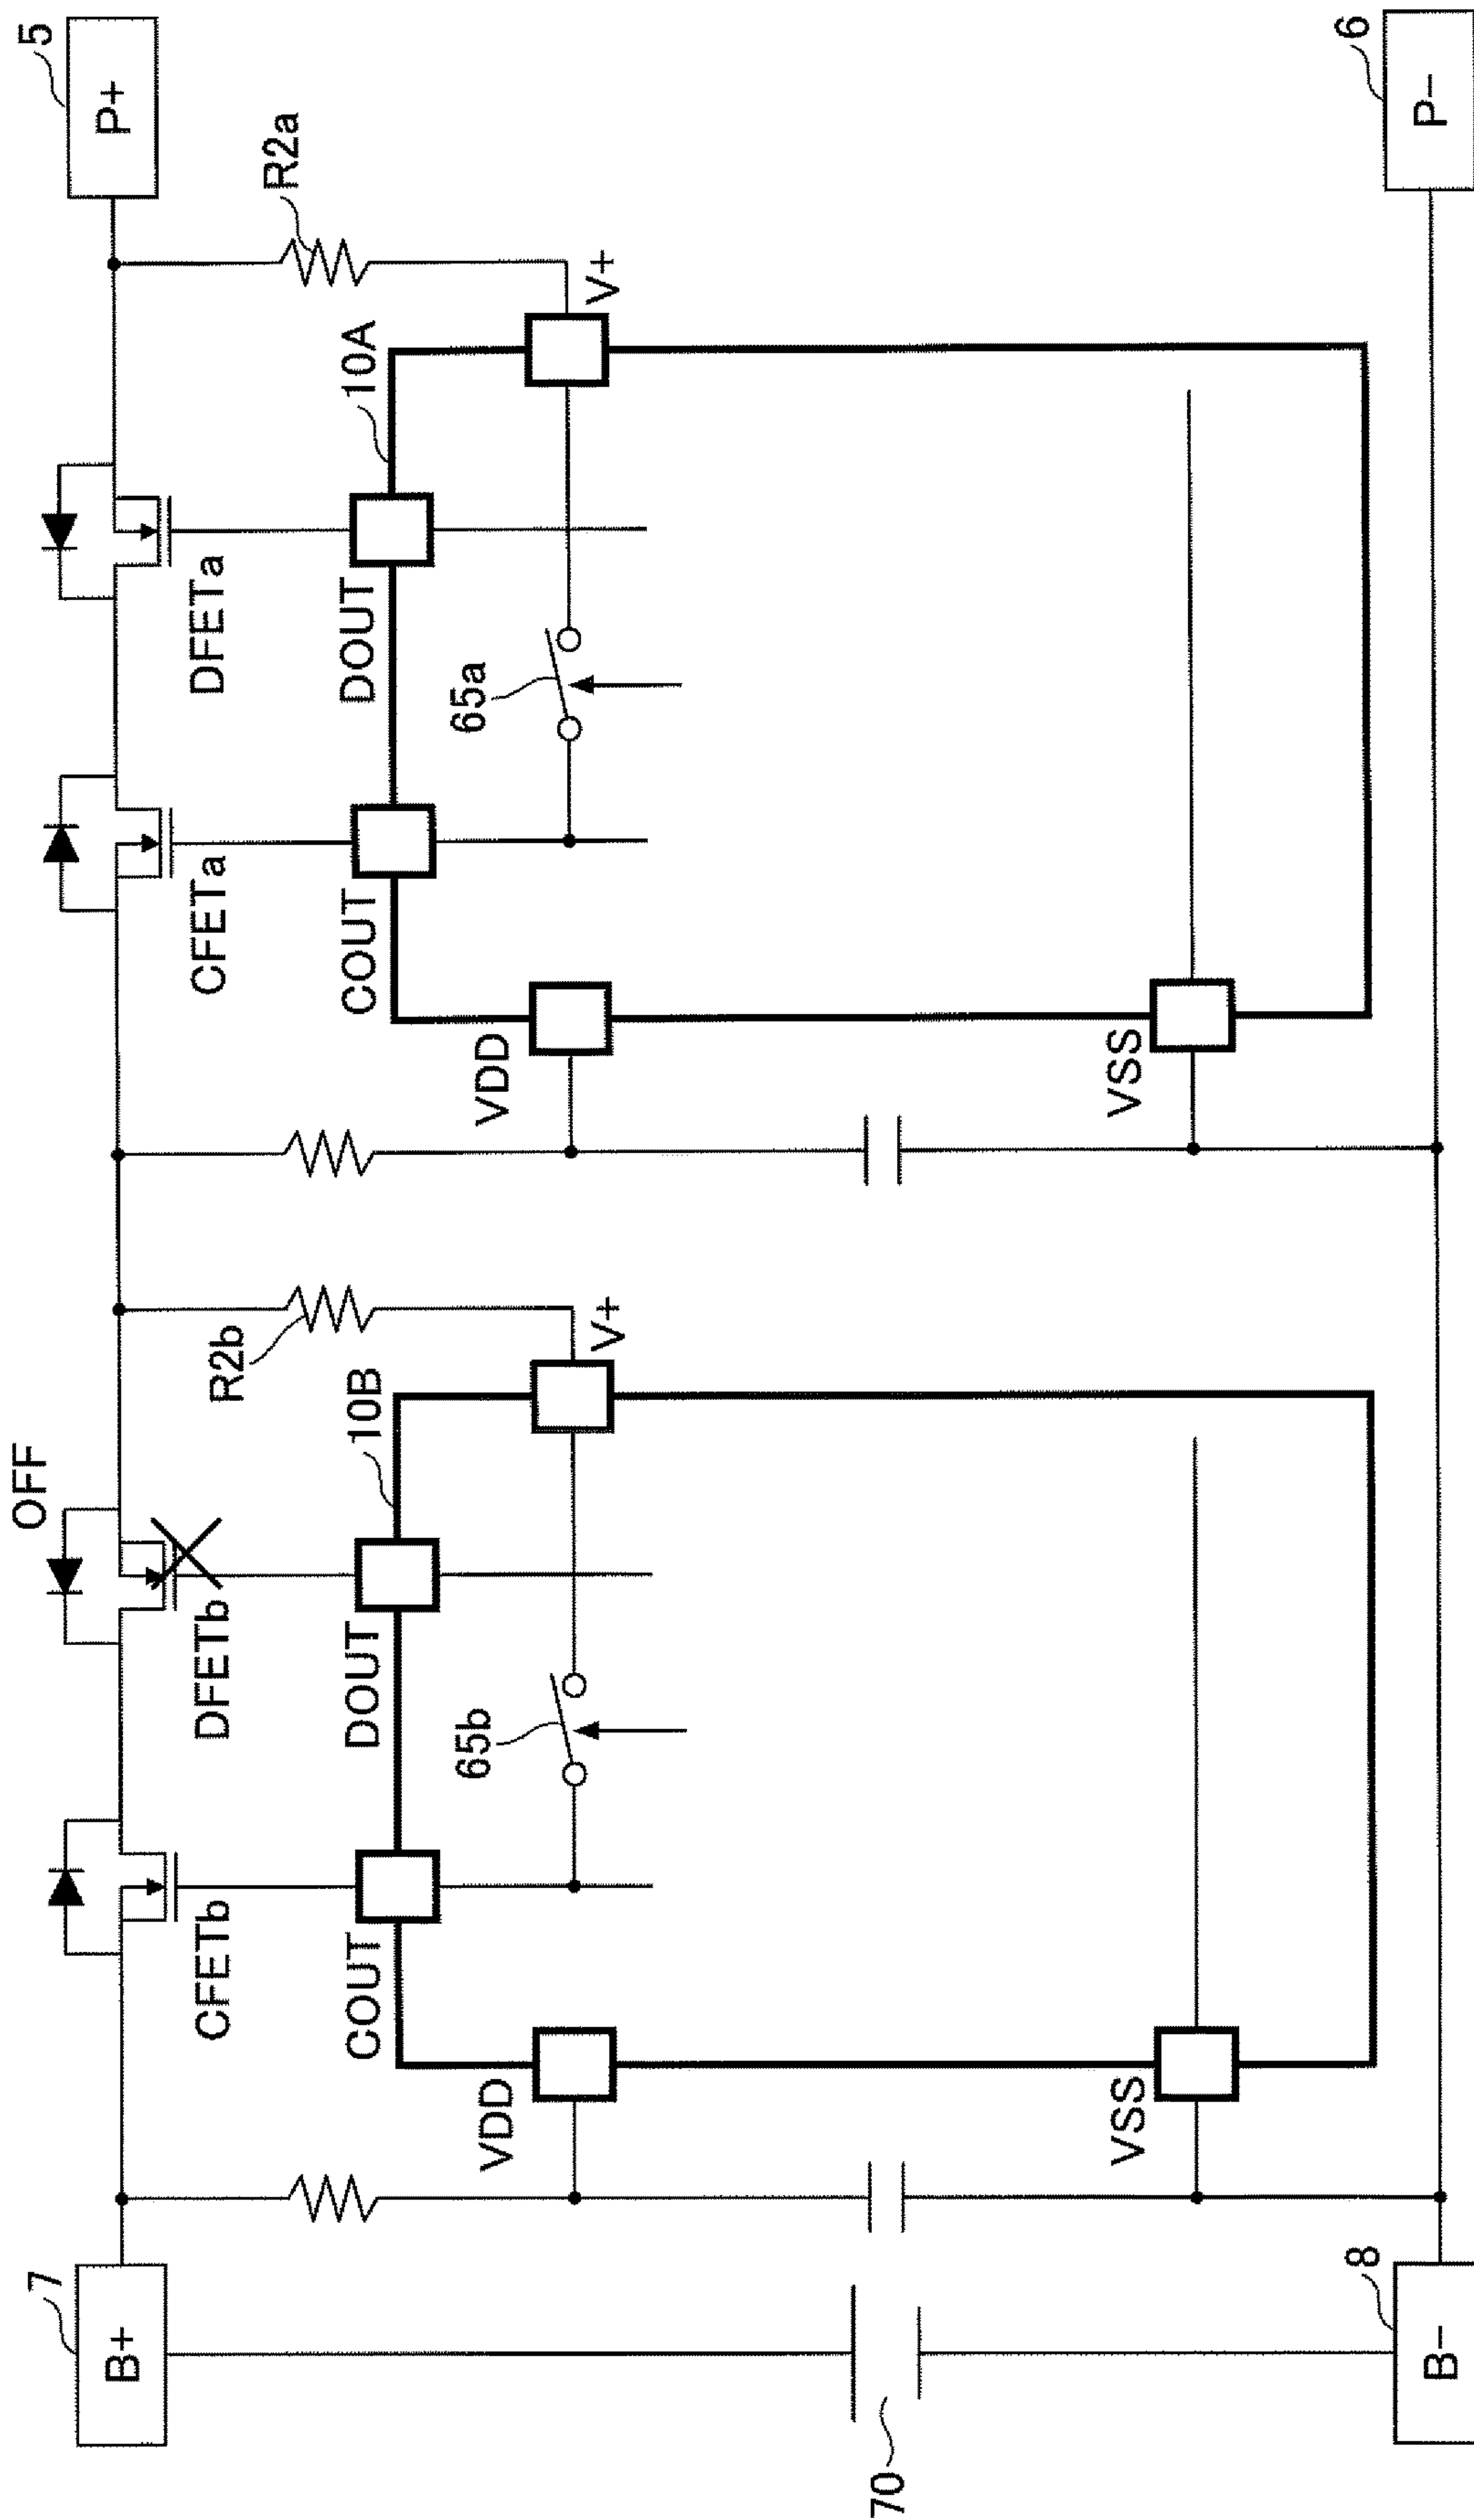 OFF
7
B+
CFETb
DFETb
R2b
CFETa
DFETa
R2a
5
P+
10B
COUT
DOUT
V+
VDD
65b
VSS
10A
COUT
DOUT
V+
VDD
65a
VSS
70
8
B−
6
P−